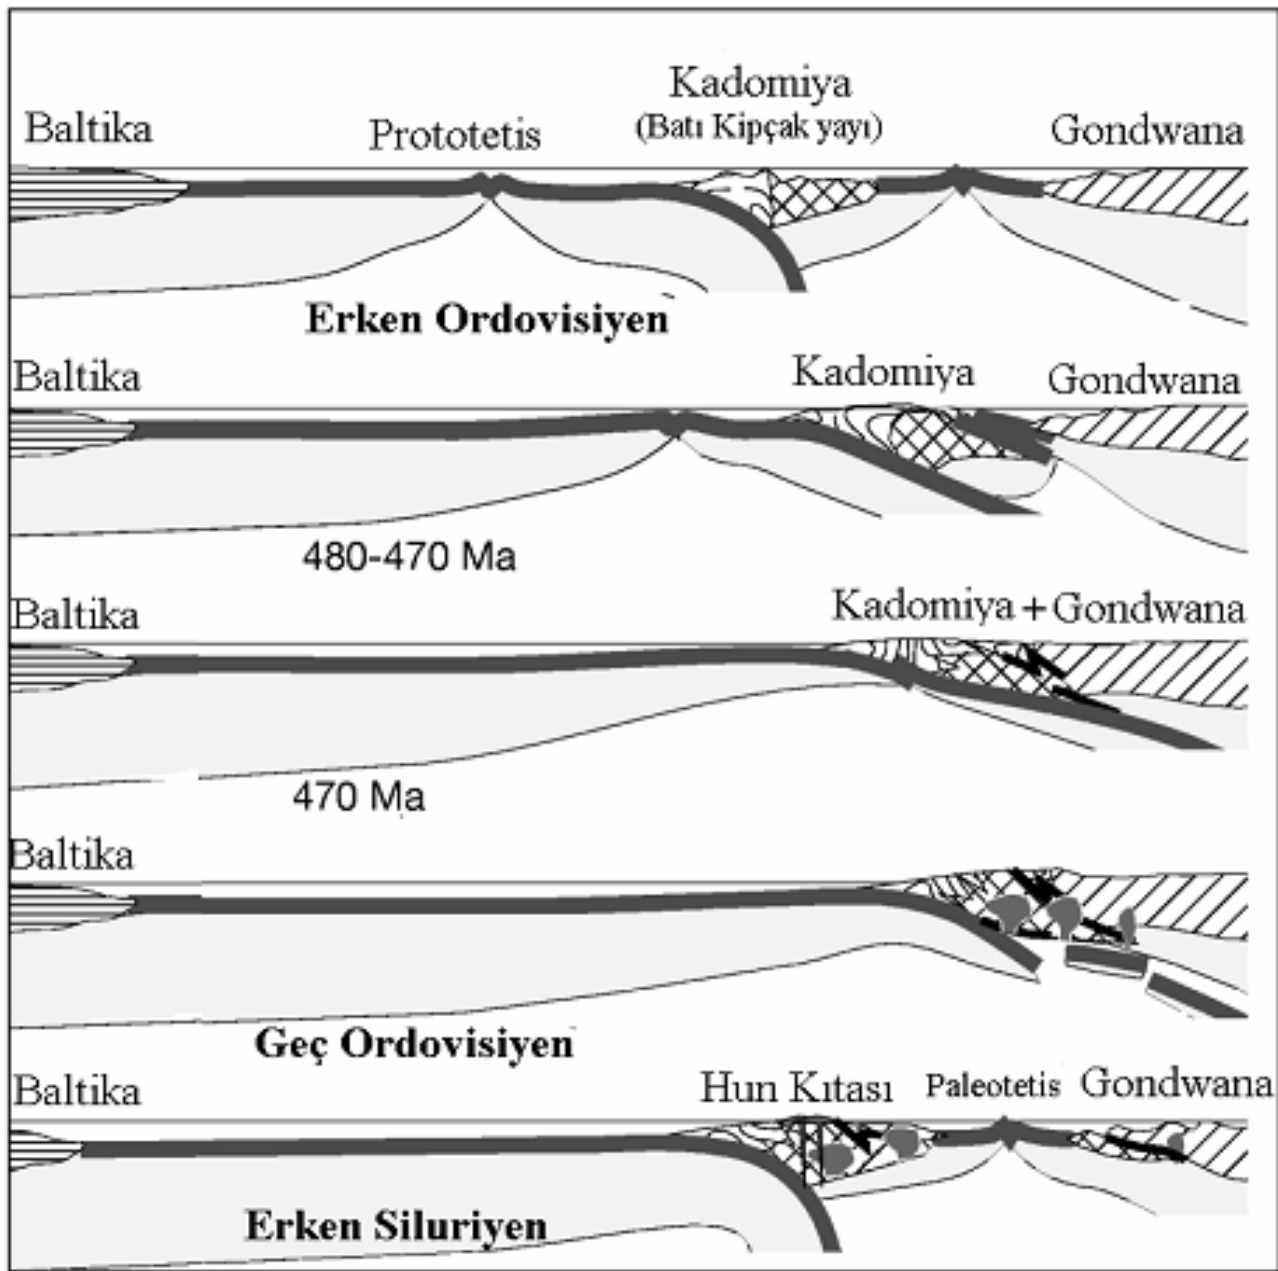 Kadomiya
Baltika
Prototetis
(Batı Kipçak yayı)
Gondwana
Erken Ordovisiyen
Baltika
Kadomiya
Gondwana
480-470 Ma
Baltika
Kadomiya + Gondwana
470 Ma
Baltika
Geç Ordovisiyen
Baltika
Hun Kıtası
Paleotetis
Gondwana
Erken Siluriyen